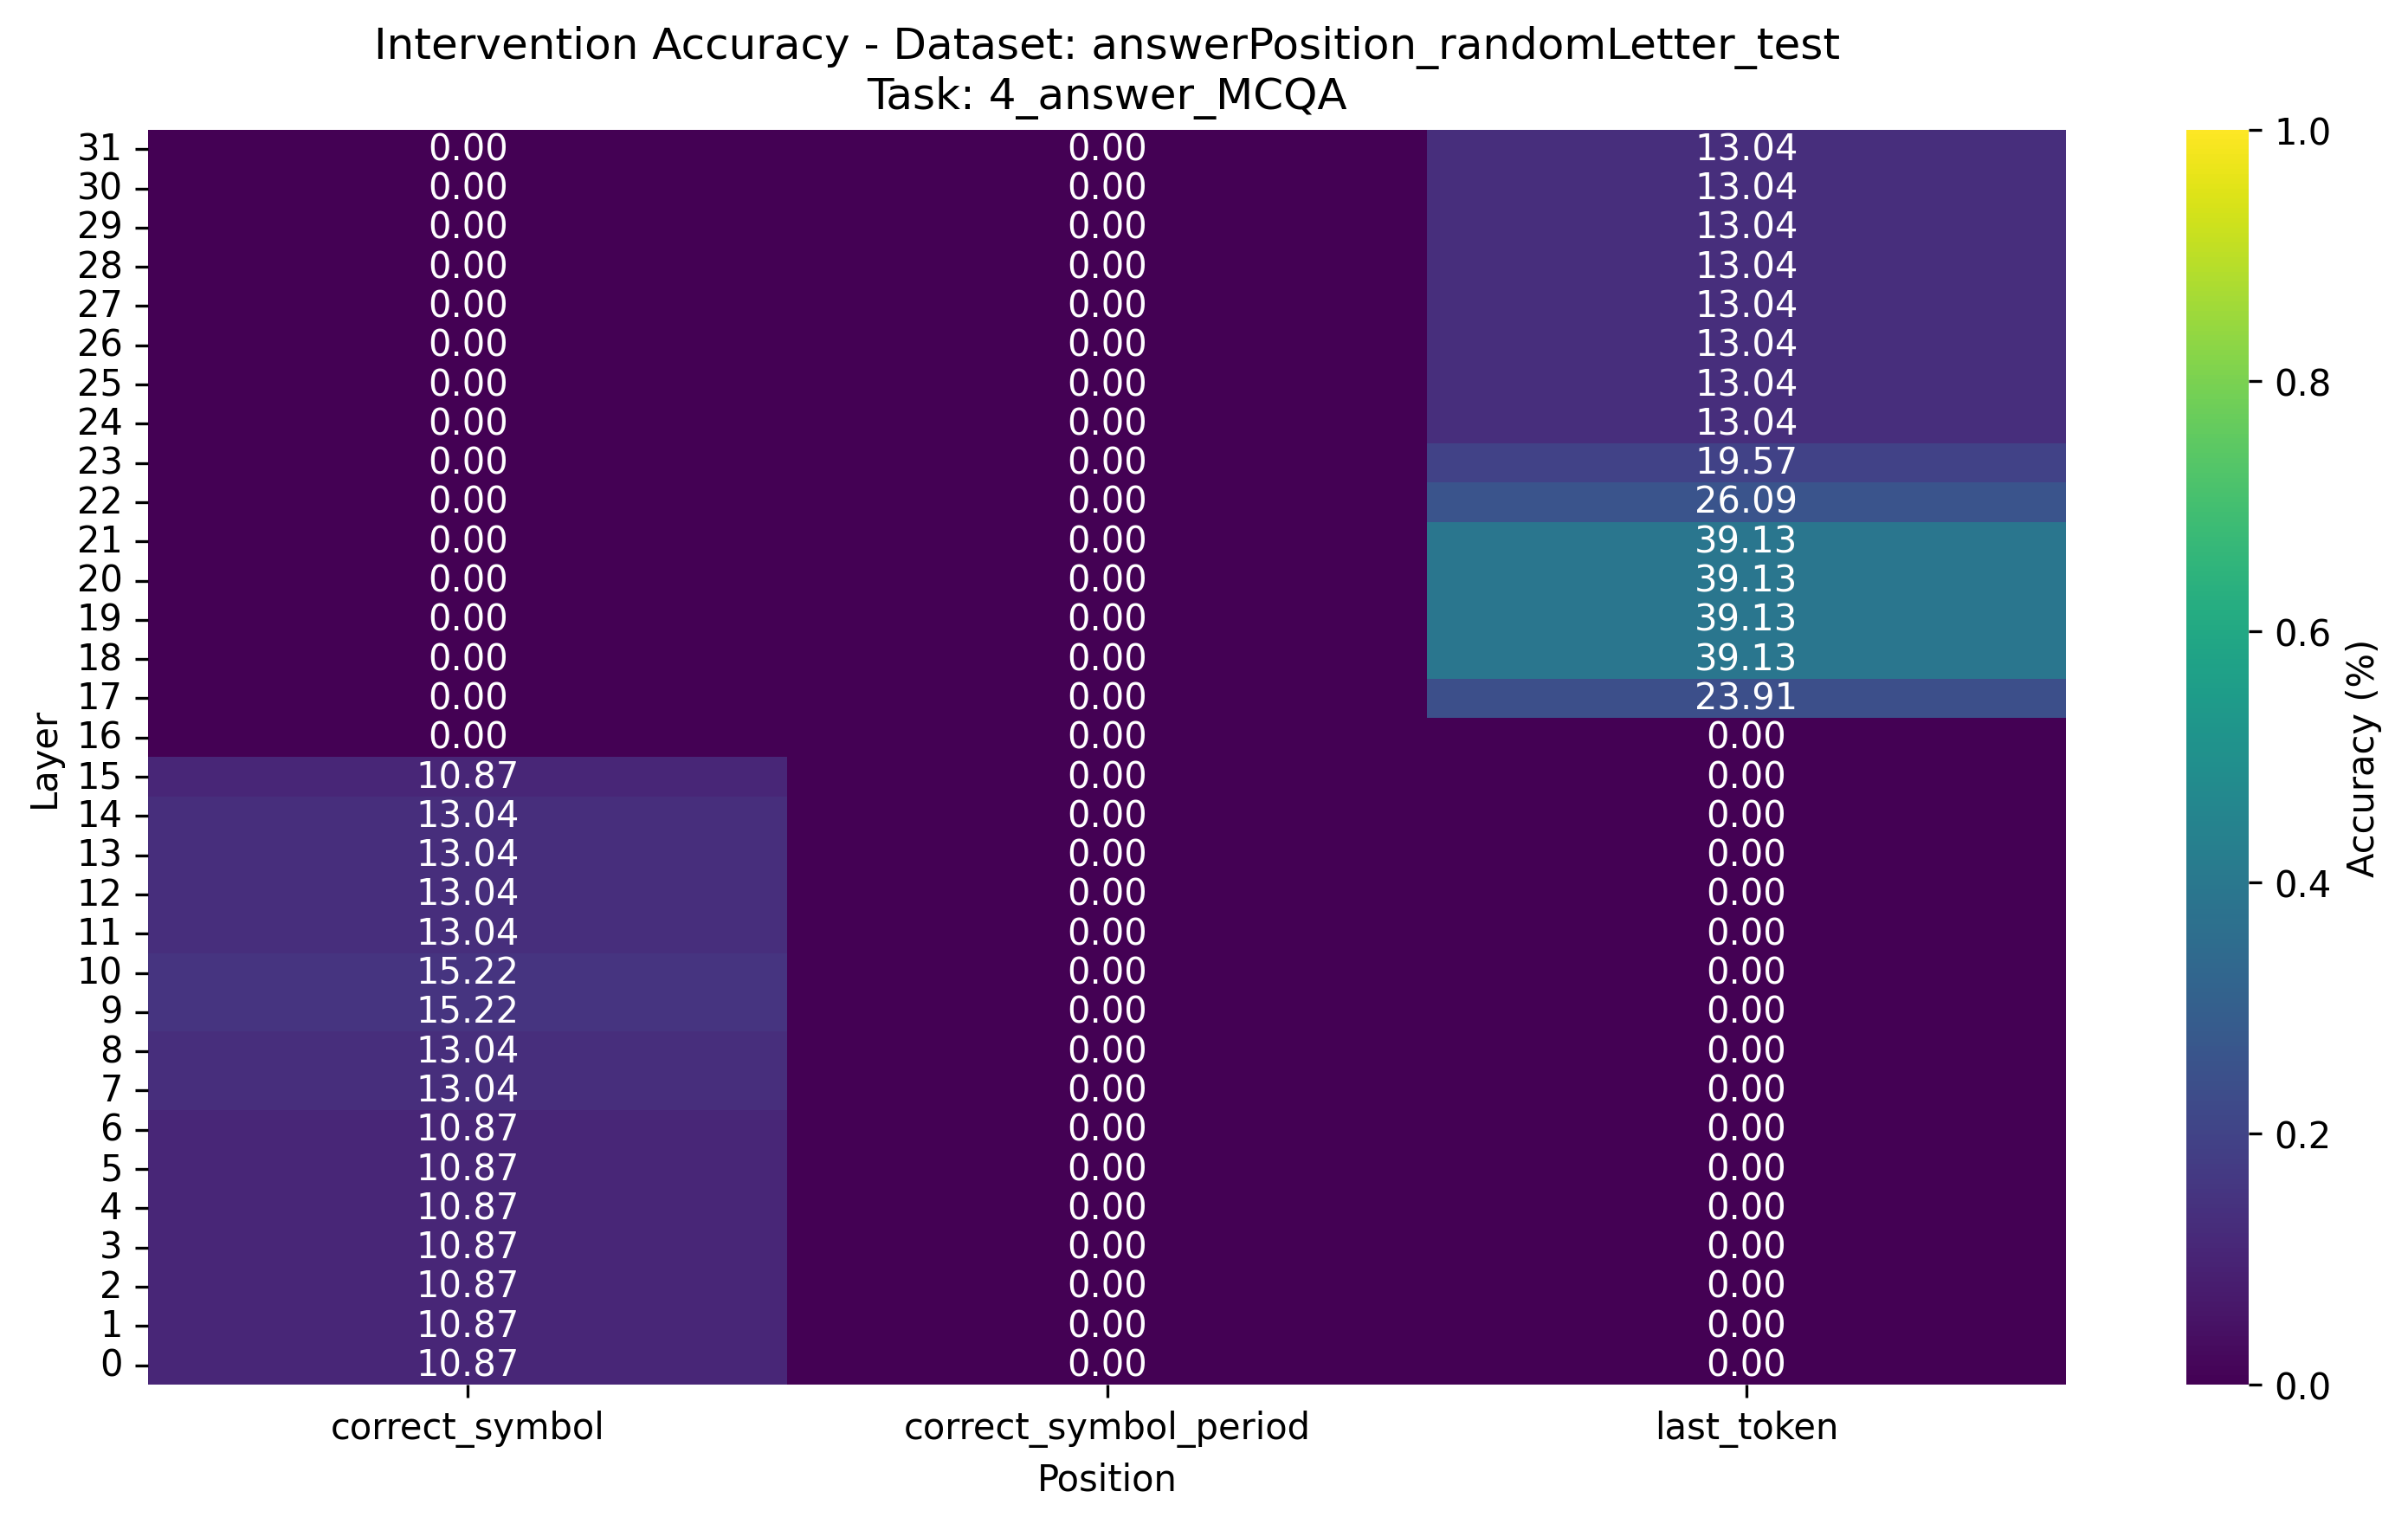 Intervention Accuracy - Dataset: answerPosition_randomLetter_test
Task: 4_answer_MCQA
31 0.00 0.00 13.04
30 0.00 0.00 13.04
29 0.00 0.00 13.04
28 0.00 0.00 13.04
27 0.00 0.00 13.04
26 0.00 0.00 13.04
25 0.00 0.00 13.04
24 0.00 0.00 13.04
23 0.00 0.00 19.57
22 0.00 0.00 26.09
21 0.00 0.00 39.13
20 0.00 0.00 39.13
19 0.00 0.00 39.13
18 0.00 0.00 39.13
17 0.00 0.00 23.91
16 0.00 0.00 0.00
15 10.87 0.00 0.00
14 13.04 0.00 0.00
13 13.04 0.00 0.00
12 13.04 0.00 0.00
11 13.04 0.00 0.00
10 15.22 0.00 0.00
9 15.22 0.00 0.00
8 13.04 0.00 0.00
7 13.04 0.00 0.00
6 10.87 0.00 0.00
5 10.87 0.00 0.00
4 10.87 0.00 0.00
3 10.87 0.00 0.00
2 10.87 0.00 0.00
1 10.87 0.00 0.00
0 10.87 0.00 0.00
Layer
correct_symbol correct_symbol_period last_token
Position
1.0
0.8
0.6
0.4
0.2
0.0
Accuracy (%)